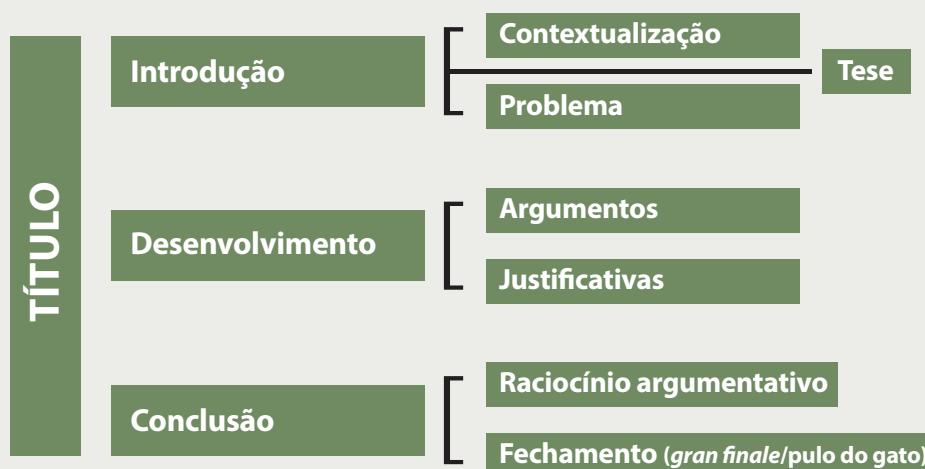 TÍTULO
Introdução
Contextualização
Problema
Tese
Desenvolvimento
Argumentos
Justificativas
Conclusão
Raciocínio argumentativo
Fechamento (gran finale/pulo do gato)